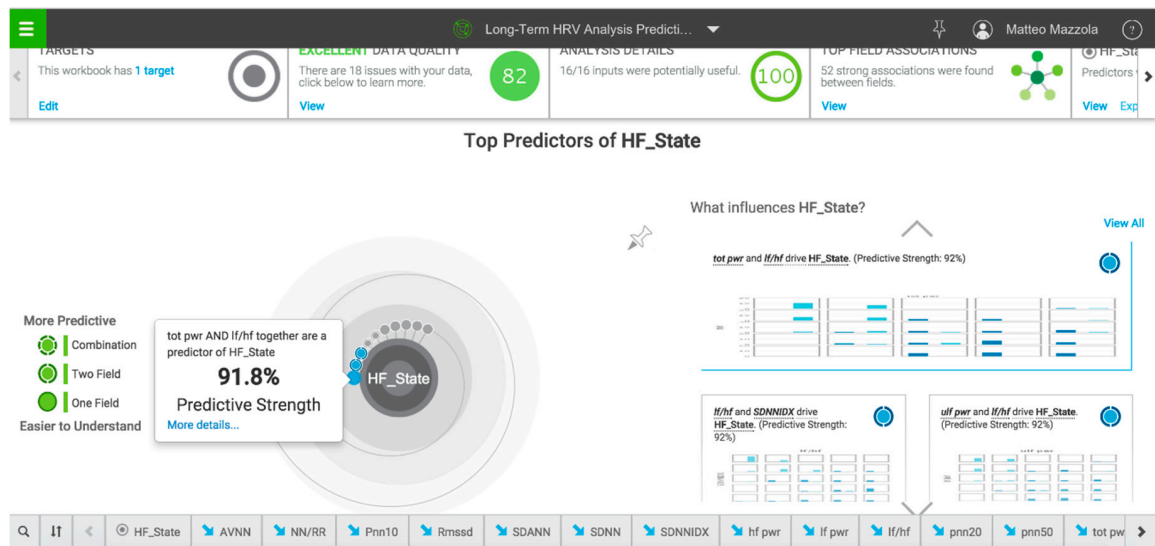 Long-Term HRV Analysis Predicti...
Matteo Mazzola
?
TARGETS
This workbook has 1 target
Edit
EXCELLENT DATA QUALITY
There are 18 issues with your data,
click below to learn more.
82
View
ANALYSIS DETAILS
16/16 inputs were potentially useful.
100
TOP FIELD ASSOCIATIONS
52 strong associations were found
between fields.
View
HF_Sta
Predictors
View Exp
Top Predictors of HF_State
What influences HF_State?
View All
tot pwr and lf/hf drive HF_State. (Predictive Strength: 92%)
More Predictive
Combination
Two Field
One Field
Easier to Understand
tot pwr AND lf/hf together are a
predictor of HF_State
91.8%
Predictive Strength
More details...
HF_State
lf/hf and SDNNIDX drive
HF_State. (Predictive Strength:
92%)
lf/hf
ulf pwr and lf/hf drive HF_State.
(Predictive Strength: 92%)
HF_State AVNN NN/RR Pnn10 Rmssd SDANN SDNN SDNNIDX hf pwr lf pwr lf/hf pnn20 pnn50 tot pw